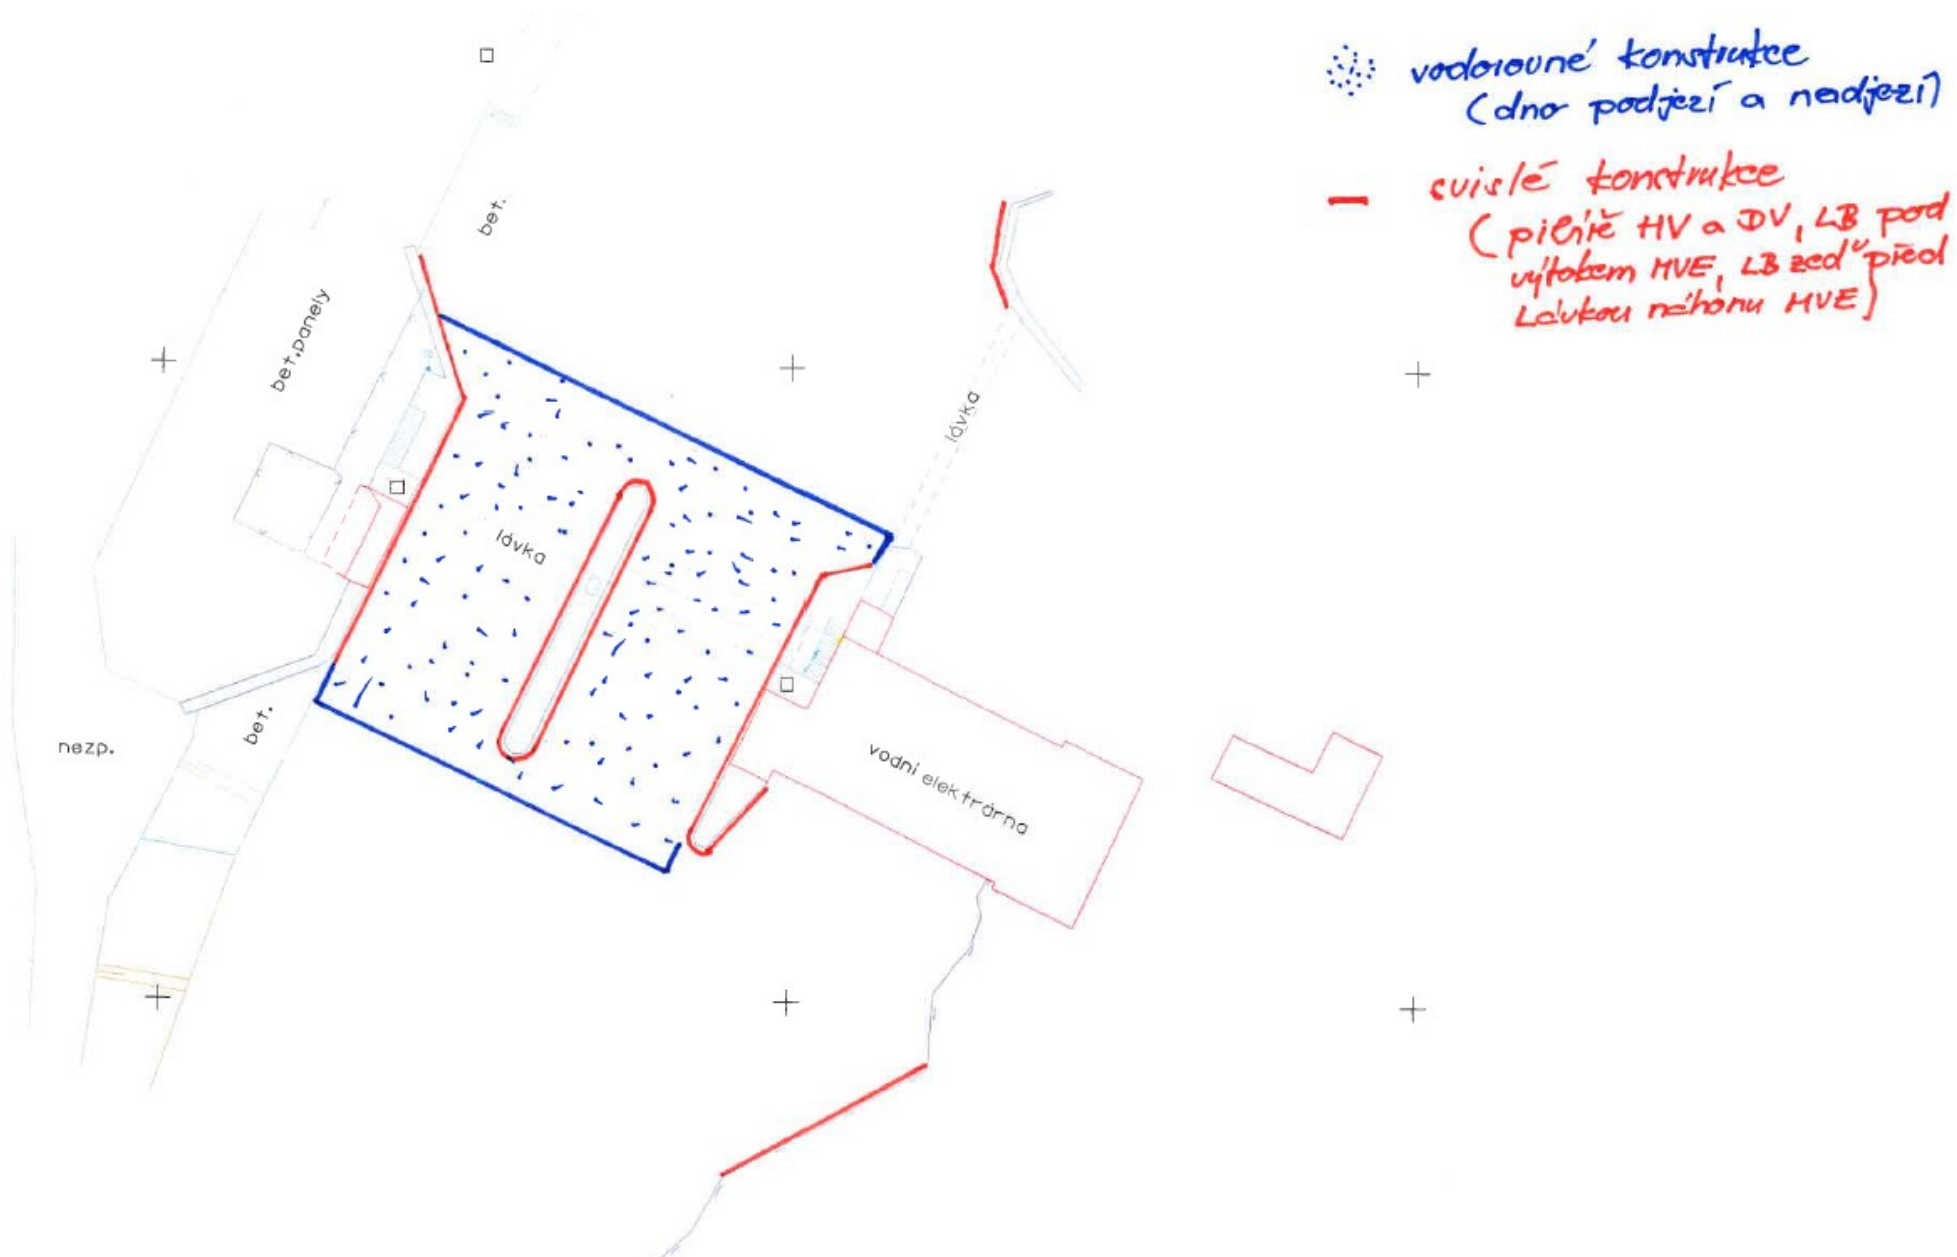 vodorovné konstrukce
(dno podjezí a nadjezí)
svislé konstrukce
(pilíře HV a DV, LB pod
výtokem MVE, LB zeď před
Lávkou náhonu MVE)
bet.
bet.panely
lávka
lávka
bet.
nezp.
vodní elektrárna